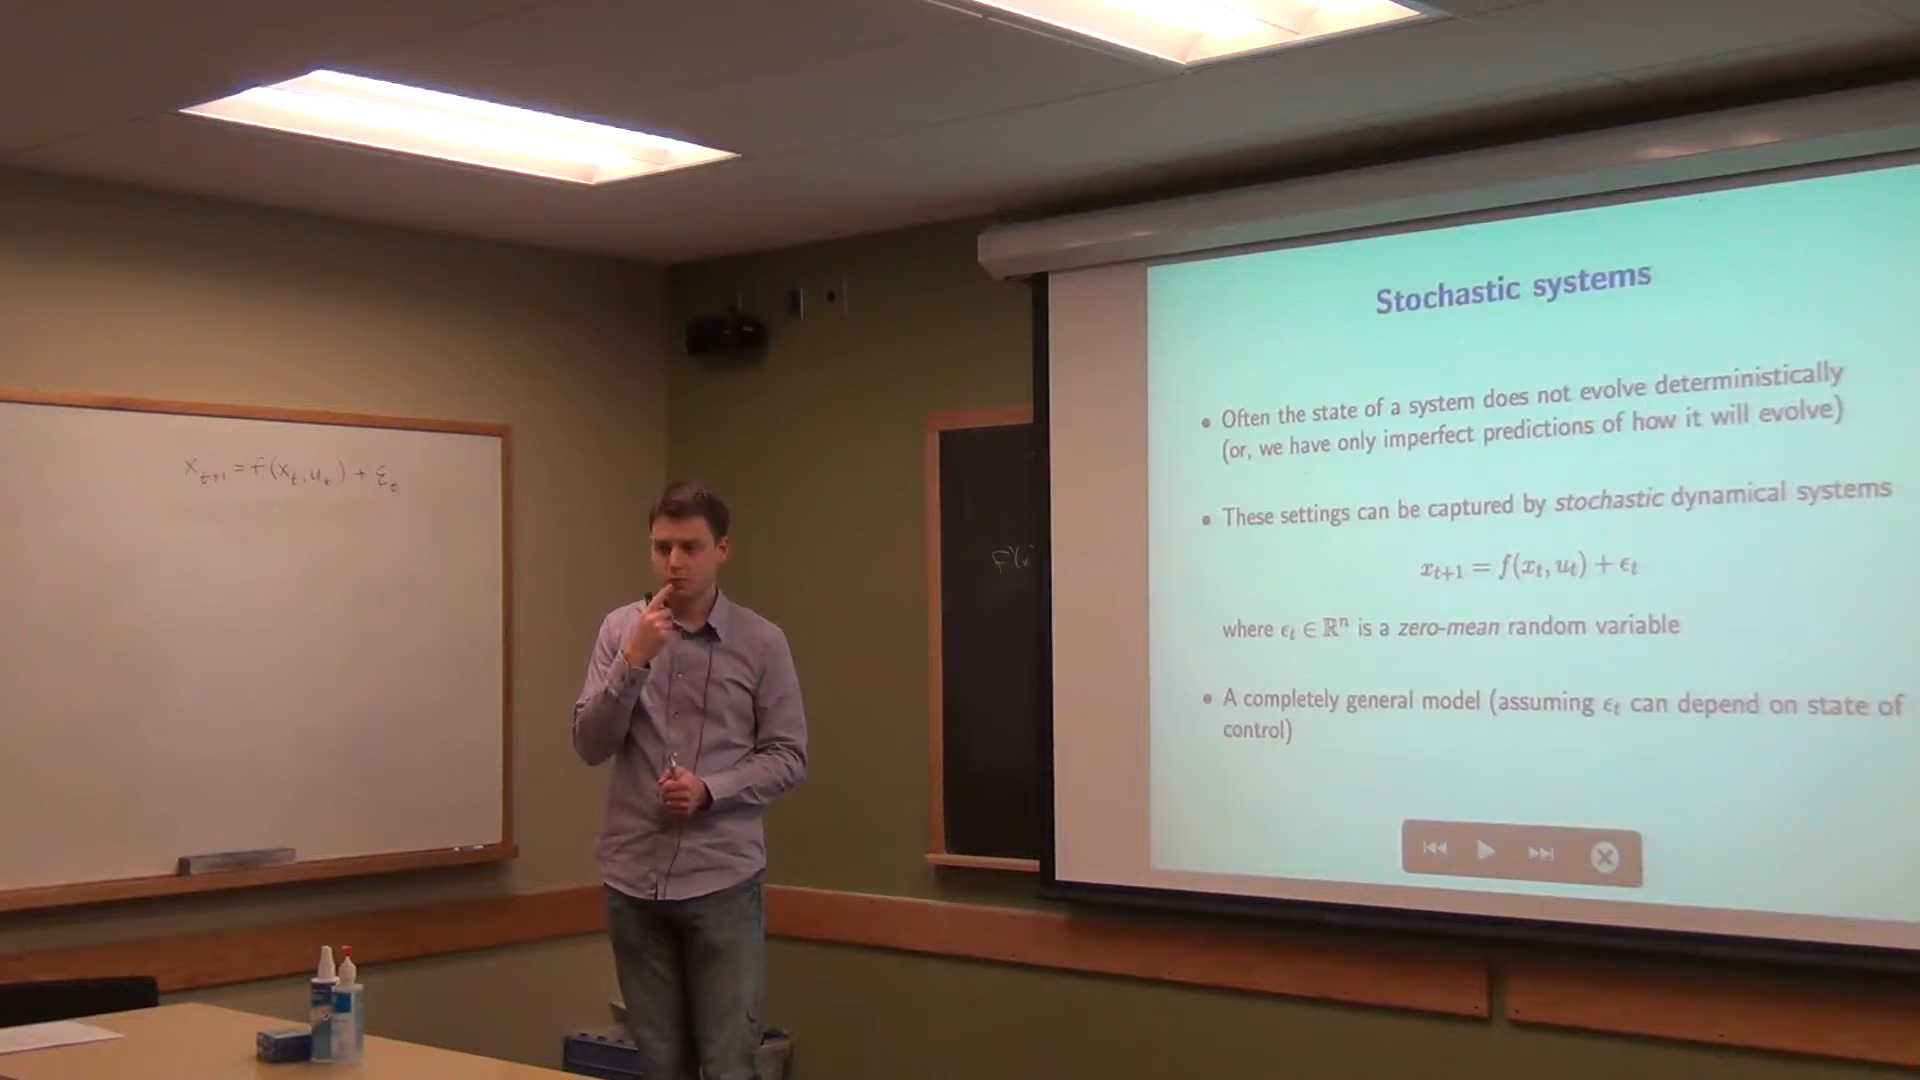 x_{t+1} = f(x_t, u_t) + ε_t
f'(x
Stochastic systems
• Often the state of a system does not evolve deterministically
(or, we have only imperfect predictions of how it will evolve)
• These settings can be captured by stochastic dynamical systems
x_{t+1} = f(x_t, u_t) + ϵ_t
where ϵ_t ∈ ℝⁿ is a zero-mean random variable
• A completely general model (assuming ϵ_t can depend on state of
control)